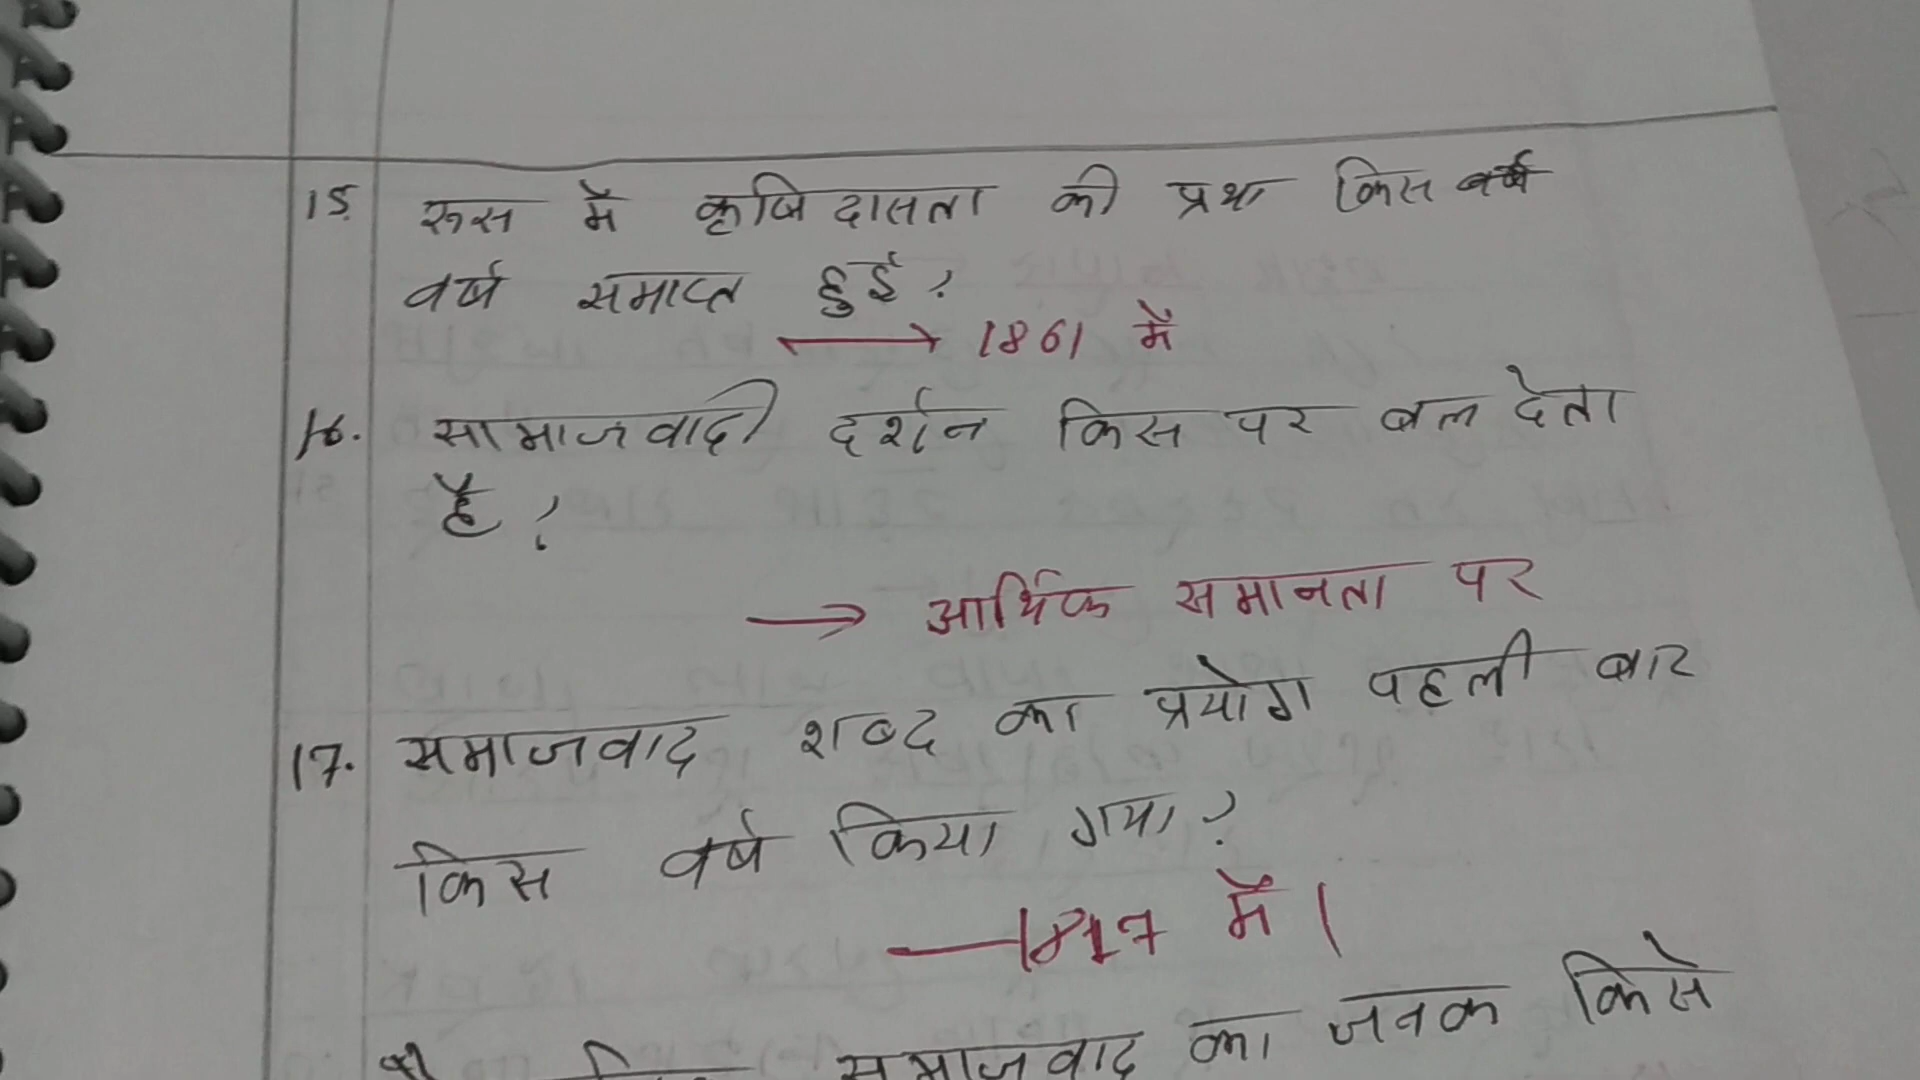 15. रूस में कृषि दासता की प्रथा किस वर्ष
वर्ष समाप्त हुई?
→ 1861 में
16. सामाजवादी दर्शन किस पर बल देता
है?
→ आर्थिक समानता पर
17. समाजवाद शब्द का प्रयोग पहली बार
किस वर्ष किया गया?
— 1827 में।
समाजवाद का जनक किसे